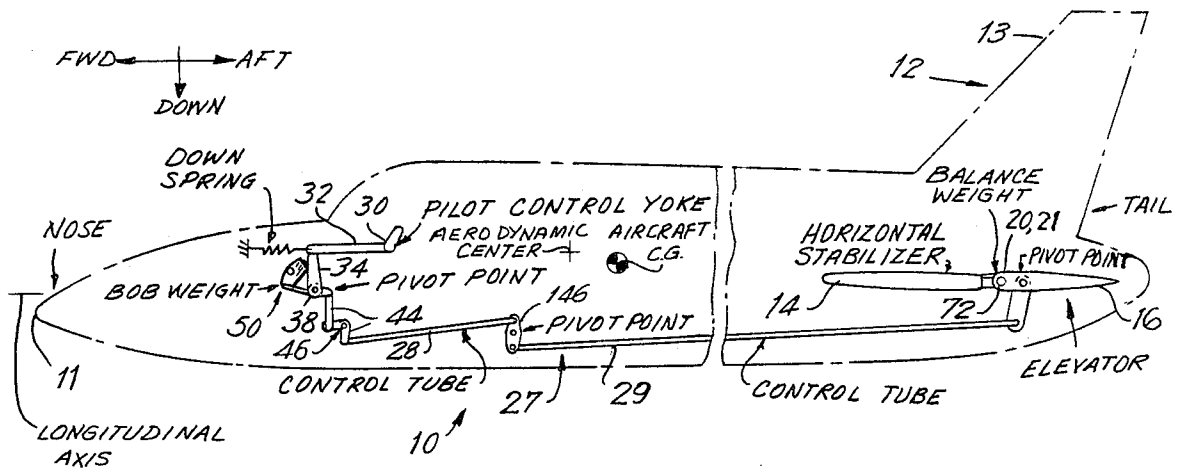 FWD
AFT
DOWN
13
12
DOWN
SPRING
32
30
PILOT CONTROL YOKE
BALANCE
WEIGHT
TAIL
NOSE
AERODYNAMIC
CENTER
AIRCRAFT
C.G.
HORIZONTAL
STABILIZER
20,21
PIVOT POINT
34
PIVOT POINT
BOB WEIGHT
50
38
44
46
146
PIVOT POINT
14
72
16
11
28
CONTROL TUBE
27
29
CONTROL TUBE
ELEVATOR
10
LONGITUDINAL
AXIS